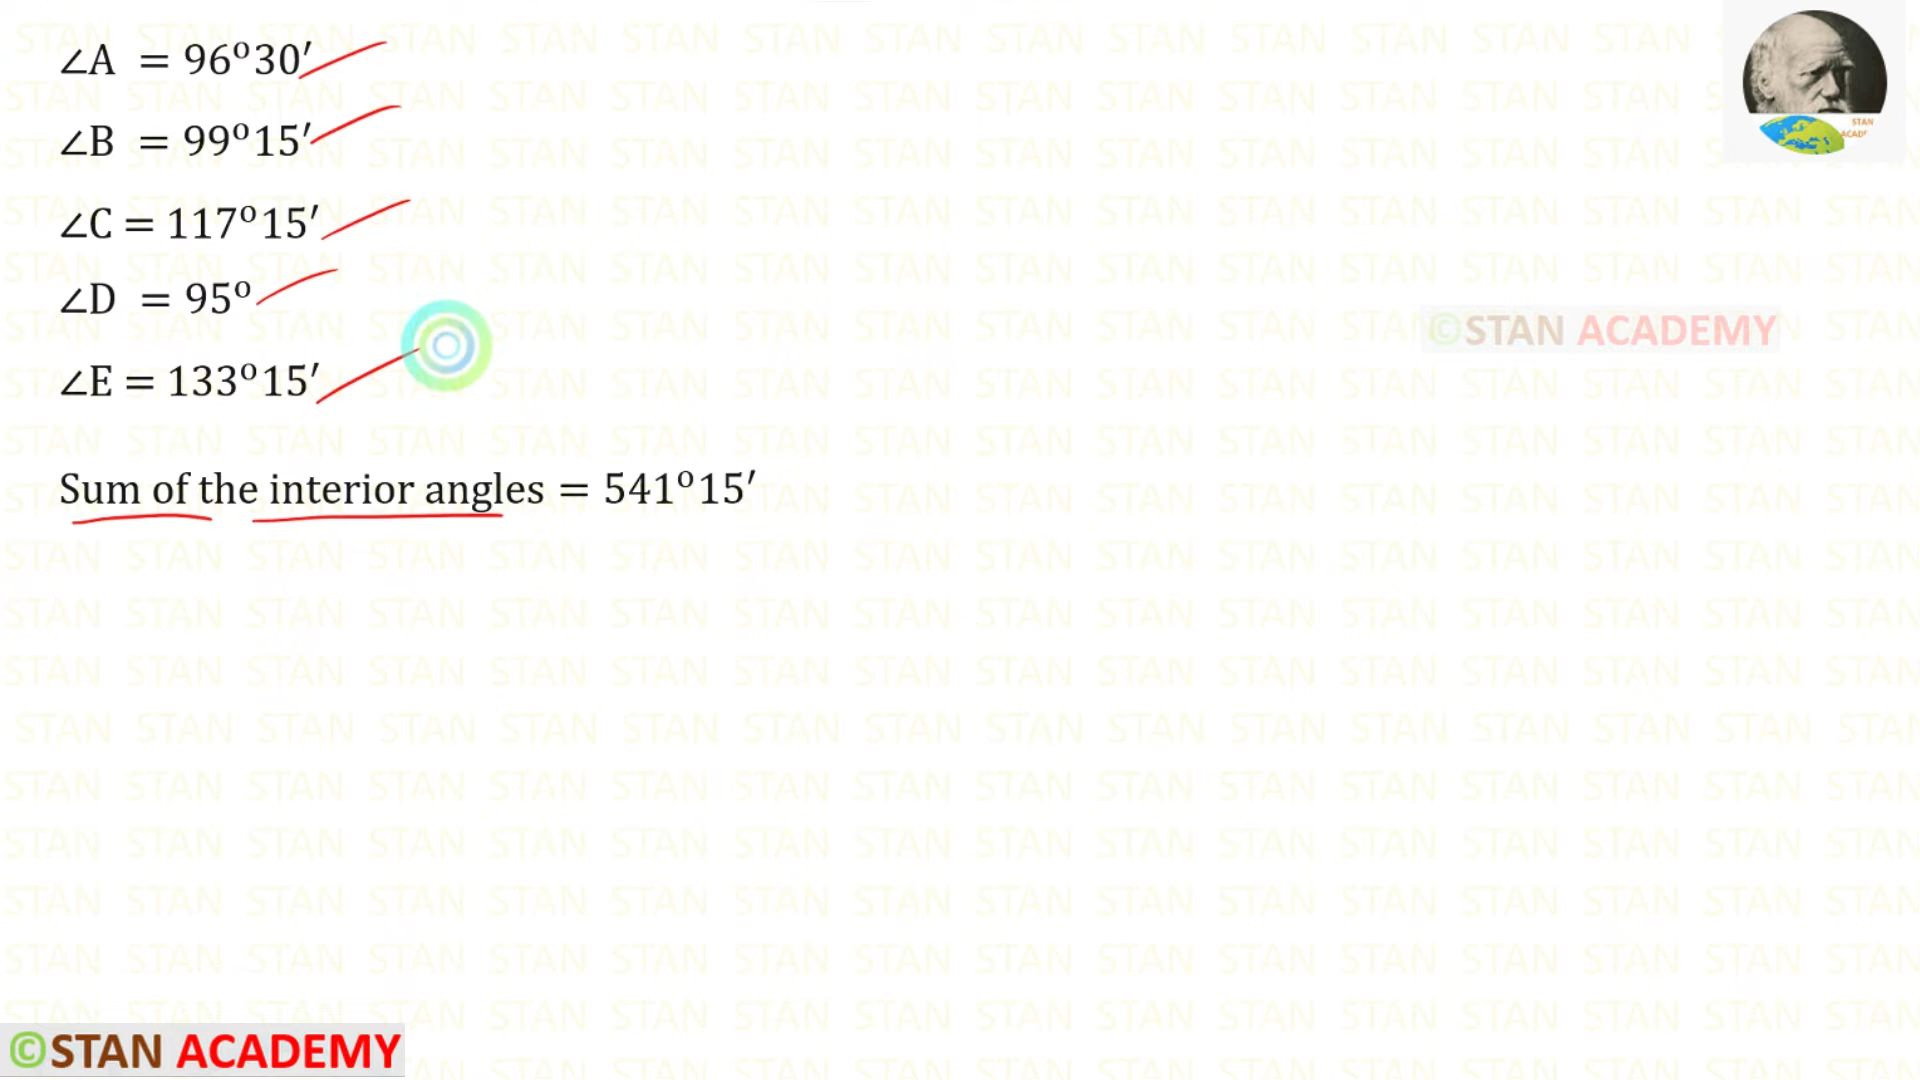 ∠A = 96°30′
∠B = 99°15′
∠C = 117°15′
∠D = 95°
∠E = 133°15′
Sum of the interior angles = 541°15′
STAN
©STAN ACADEMY
©STAN ACADEMY